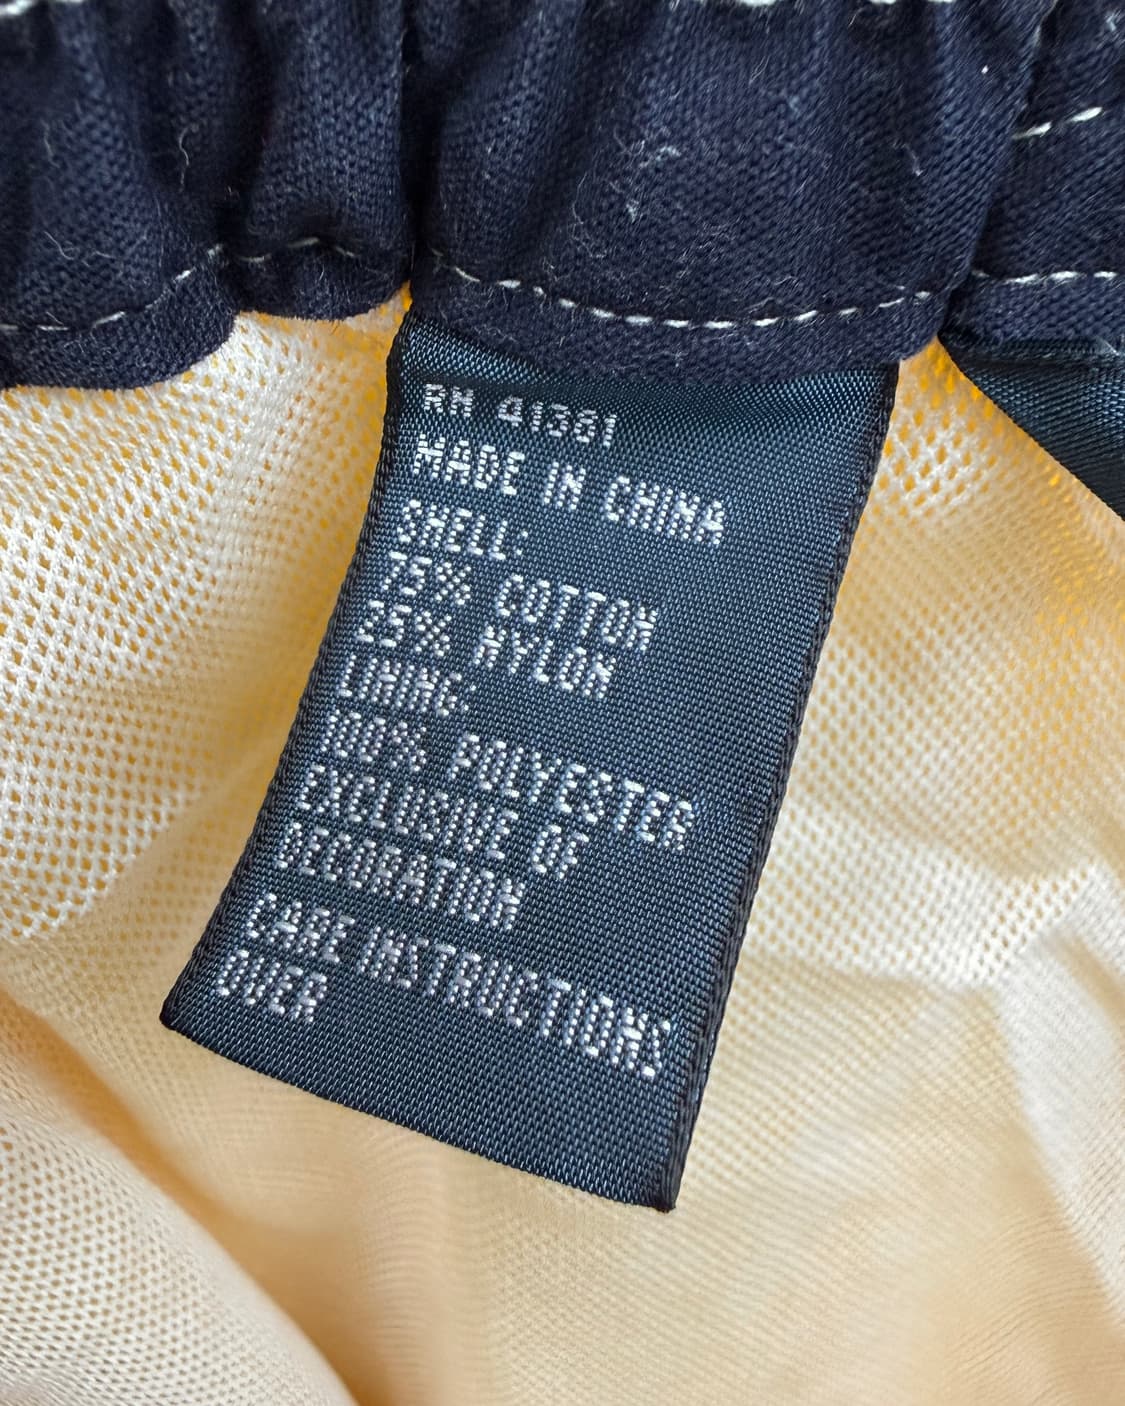 RN 41381
MADE IN CHINA
SHELL:
75% COTTON
25% NYLON
LINING:
100% POLYESTER
EXCLUSIVE OF
DECORATION
CARE INSTRUCTIONS
OVER